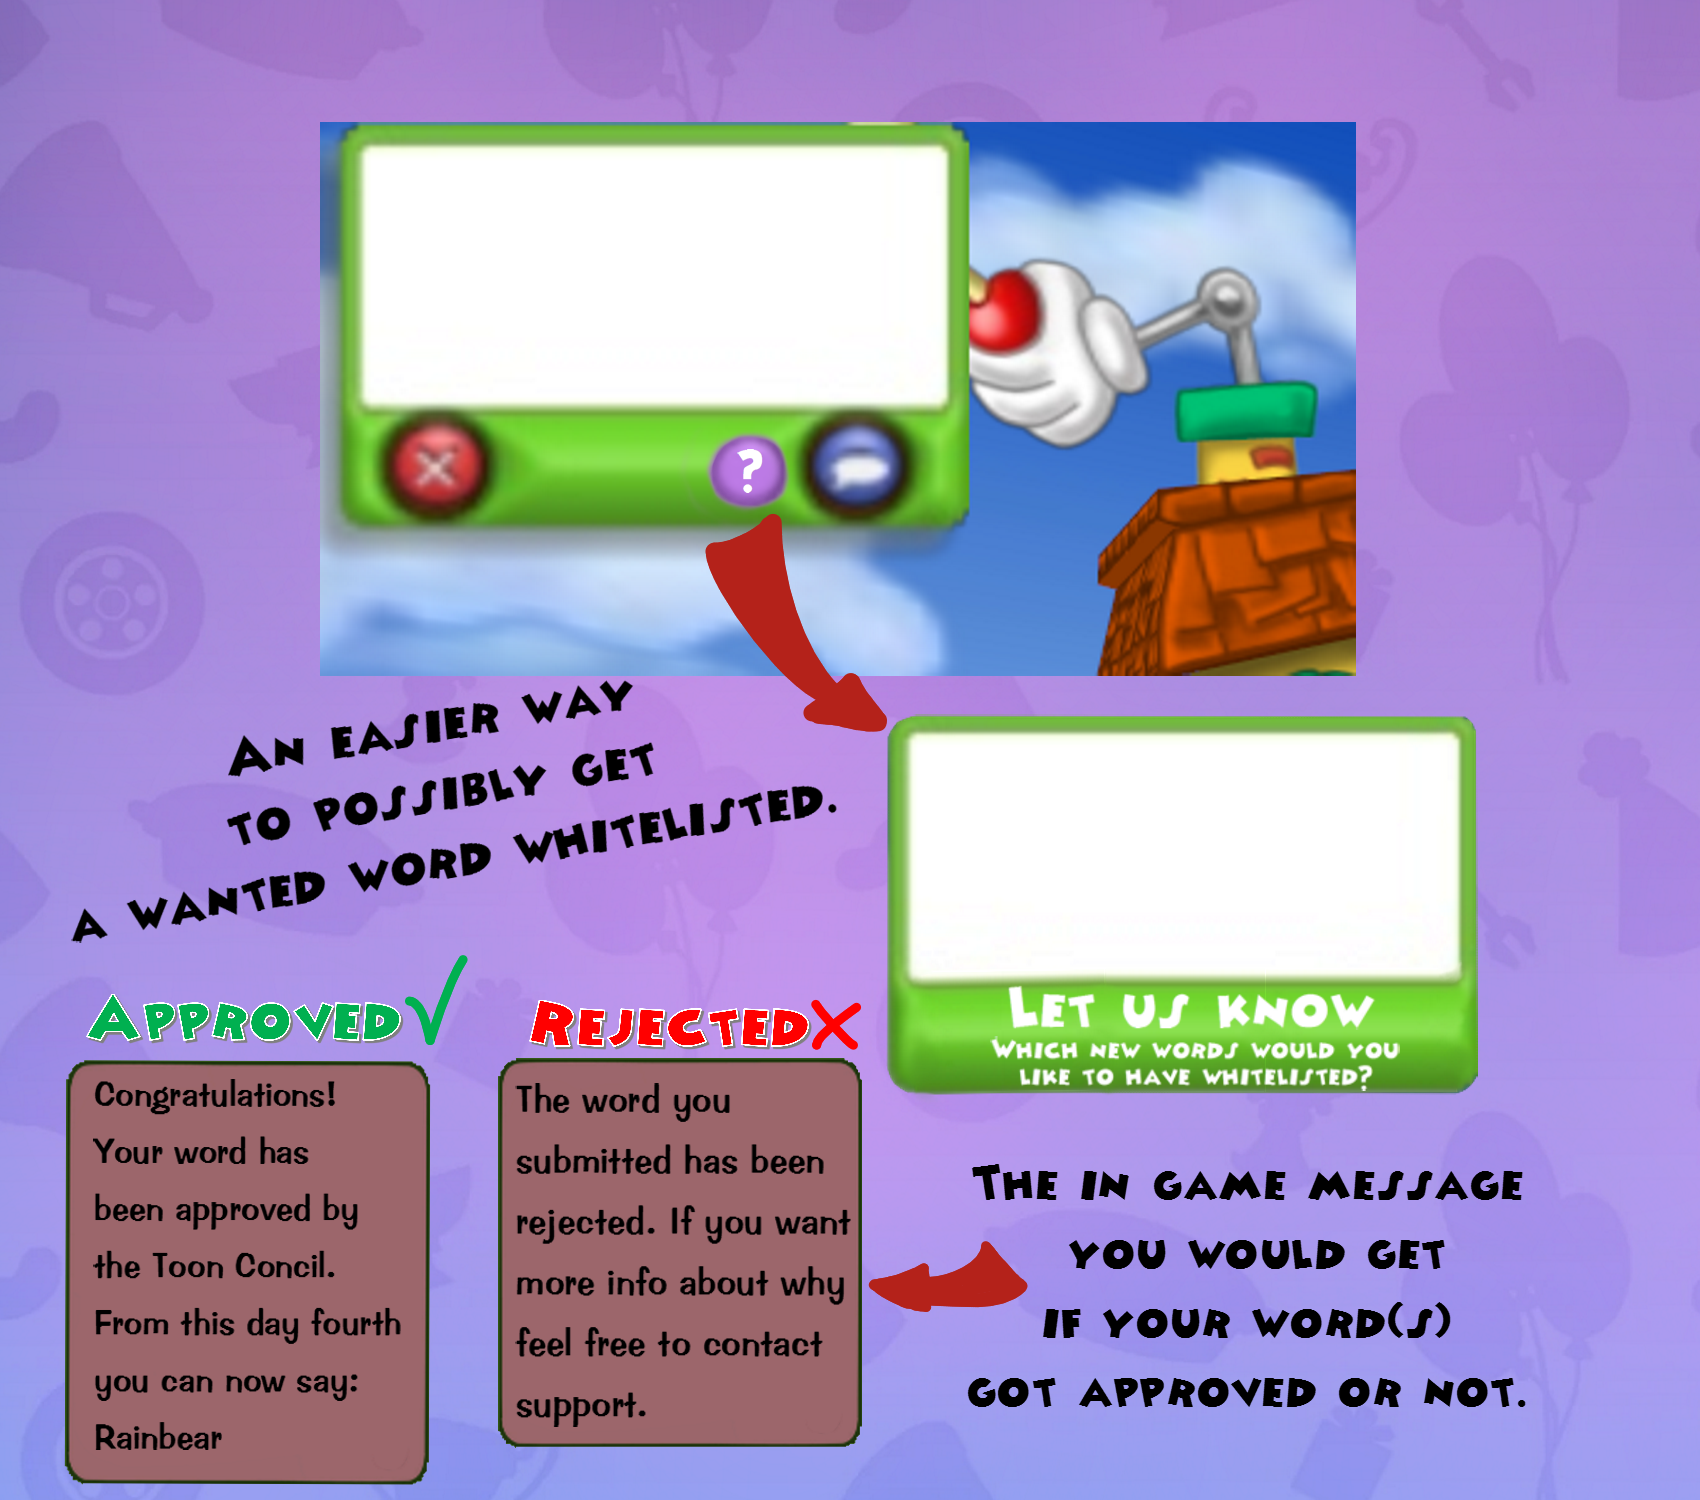 ?
AN EASIER WAY
TO POSSIBLY GET
A WANTED WORD WHITELISTED.
LET US KNOW
WHICH NEW WORDS WOULD YOU
LIKE TO HAVE WHITELISTED?
APPROVED
Congratulations!
Your word has
been approved by
the Toon Concil.
From this day fourth
you can now say:
Rainbear
REJECTED
The word you
submitted has been
rejected. If you want
more info about why
feel free to contact
support.
THE IN GAME MESSAGE
YOU WOULD GET
IF YOUR WORD(S)
GOT APPROVED OR NOT.